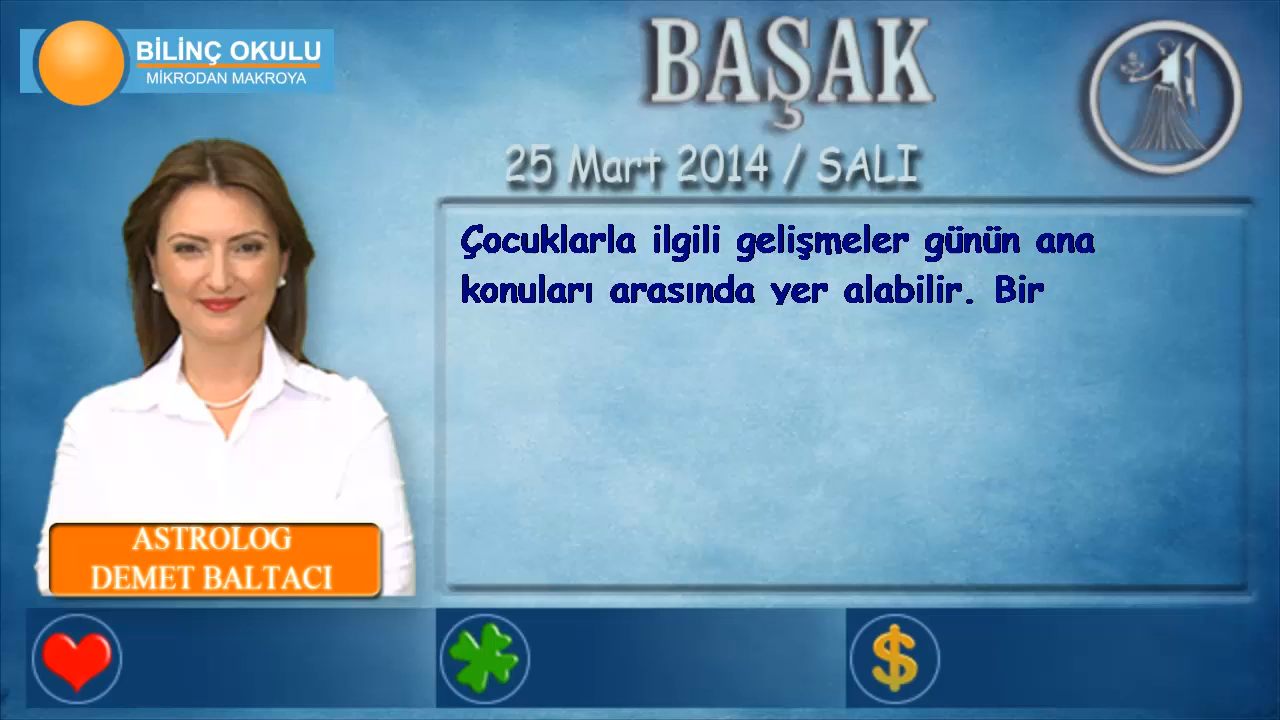 BİLİNÇ OKULU
MİKRODAN MAKROYA
BAŞAK
25 Mart 2014 / SALI
Çocuklarla ilgili gelişmeler günün ana
konuları arasında yer alabilir. Bir
ASTROLOG
DEMET BALTACI